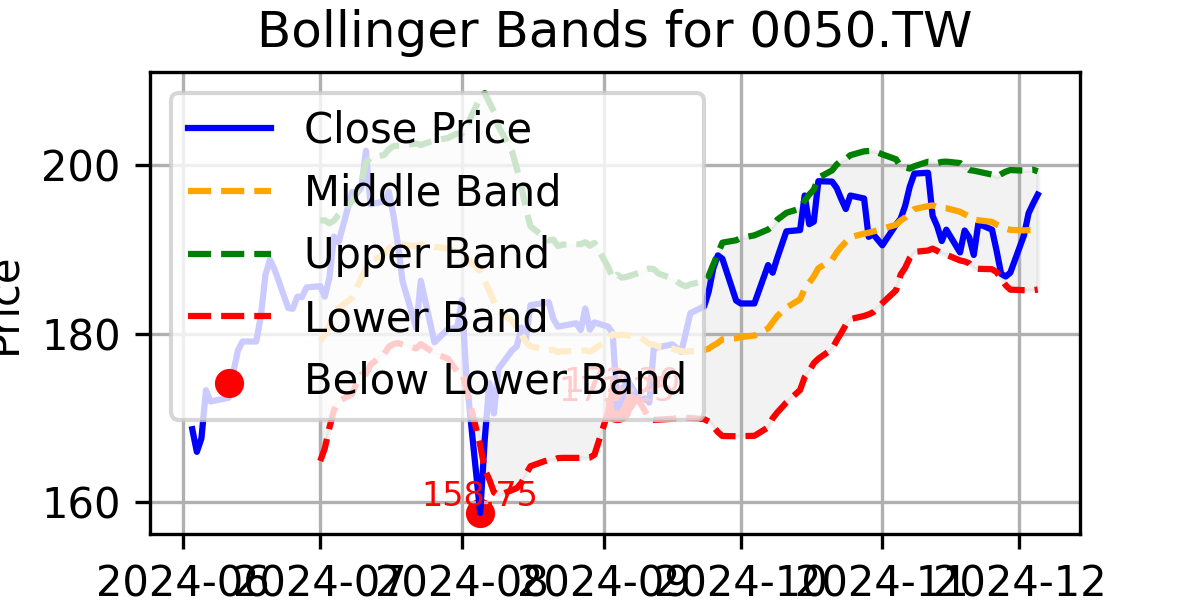 Bollinger Bands for 0050.TW
Price
200
180
160
Close Price
Middle Band
Upper Band
Lower Band
Below Lower Band
158.75
2024-06
2024-07
2024-08
2024-09
2024-10
2024-11
2024-12